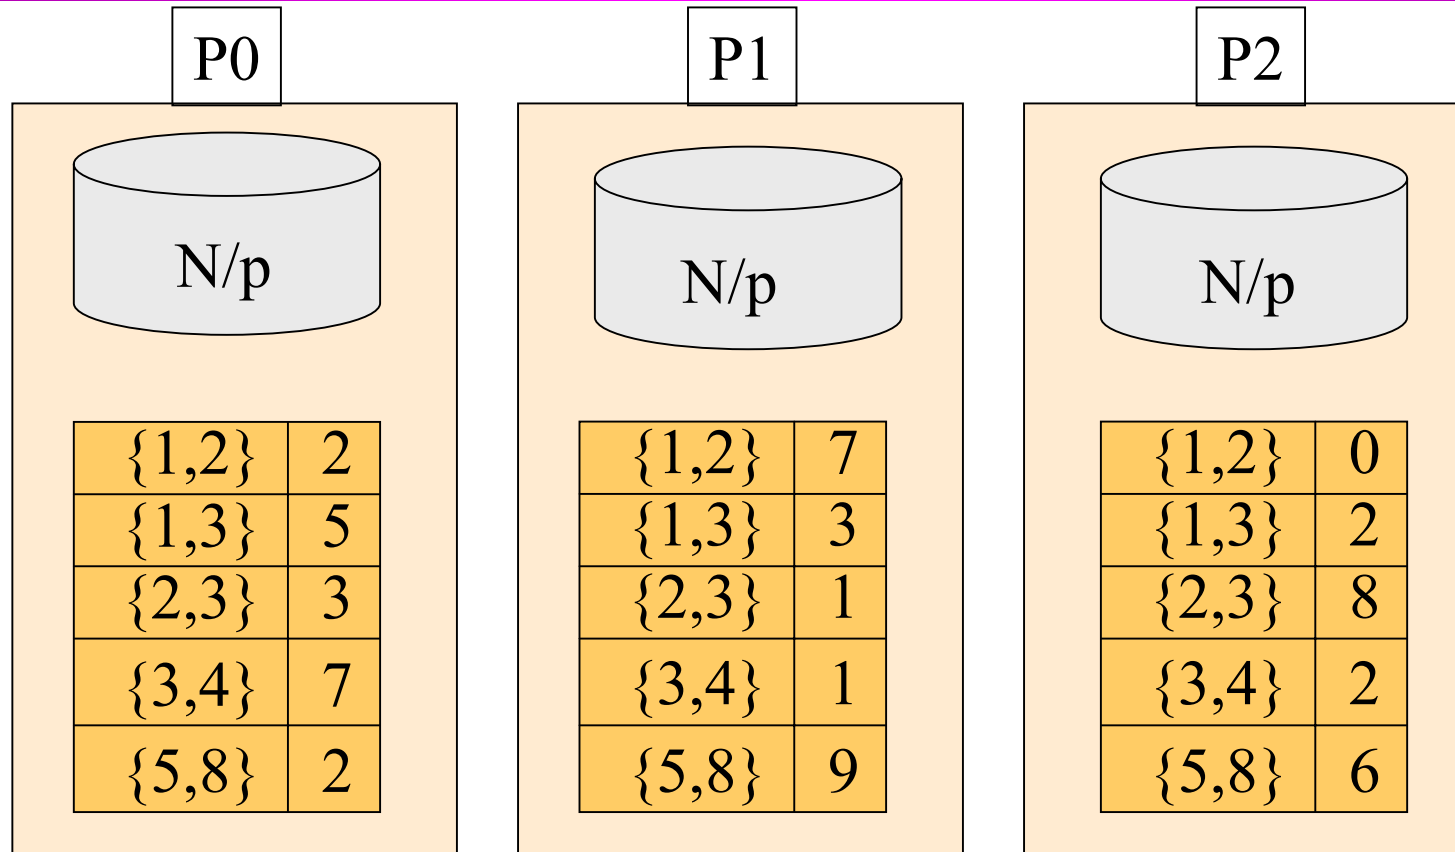 P0 P1 P2
N/p N/p N/p
{1,2} 2 {1,2} 7 {1,2} 0
{1,3} 5 {1,3} 3 {1,3} 2
{2,3} 3 {2,3} 1 {2,3} 8
{3,4} 7 {3,4} 1 {3,4} 2
{5,8} 2 {5,8} 9 {5,8} 6